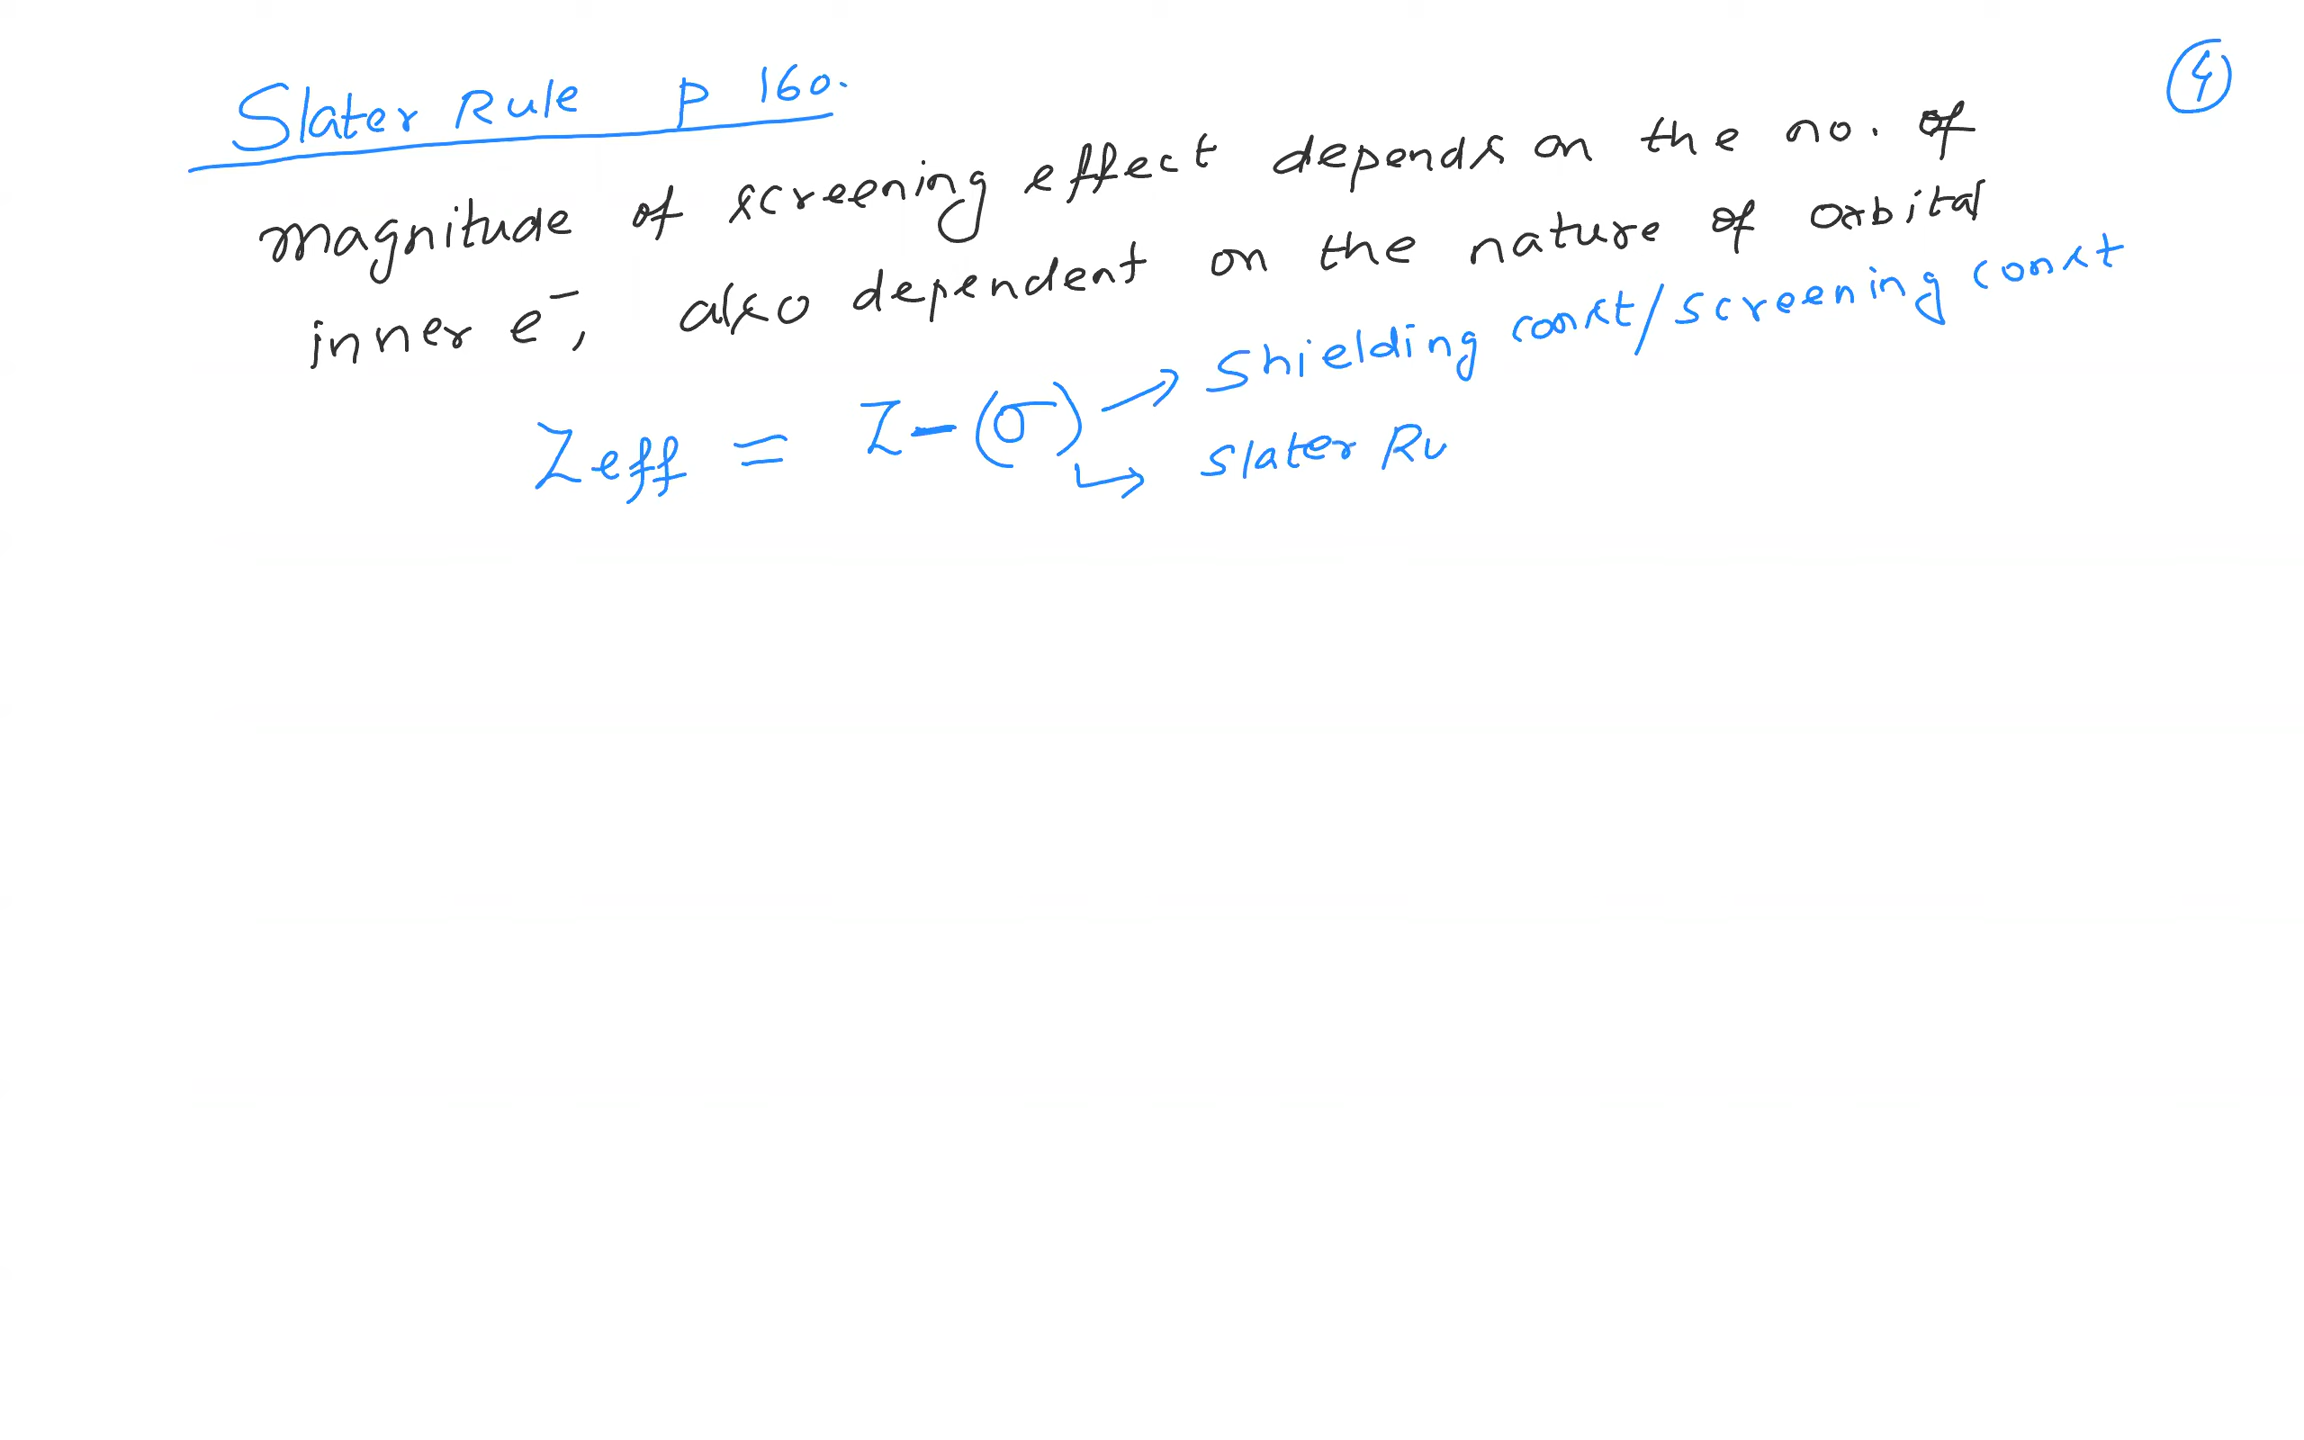 Slater Rule p 160.
4
magnitude of screening effect depends on the no. of
inner e⁻, also dependent on the nature of orbital
Zeff = Z-(σ) → Shielding const/screening const
↳ Slater Ru